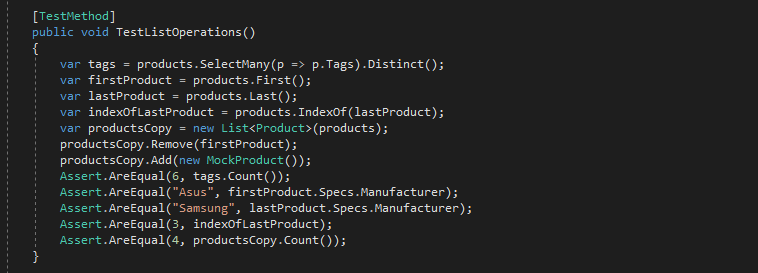 [TestMethod]
public void TestListOperations()
{
var tags = products.SelectMany(p => p.Tags).Distinct();
var firstProduct = products.First();
var lastProduct = products.Last();
var indexOfLastProduct = products.IndexOf(lastProduct);
var productsCopy = new List<Product>(products);
productsCopy.Remove(firstProduct);
productsCopy.Add(new MockProduct());
Assert.AreEqual(6, tags.Count());
Assert.AreEqual("Asus", firstProduct.Specs.Manufacturer);
Assert.AreEqual("Samsung", lastProduct.Specs.Manufacturer);
Assert.AreEqual(3, indexOfLastProduct);
Assert.AreEqual(4, productsCopy.Count());
}